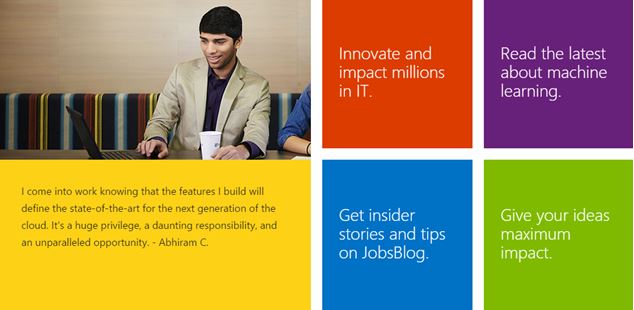 I come into work knowing that the features I build will
define the state-of-the-art for the next generation of the
cloud. It's a huge privilege, a daunting responsibility, and
an unparalleled opportunity. - Abhiram C.
Innovate and
impact millions
in IT.
Read the latest
about machine
learning.
Get insider
stories and tips
on JobsBlog.
Give your ideas
maximum
impact.